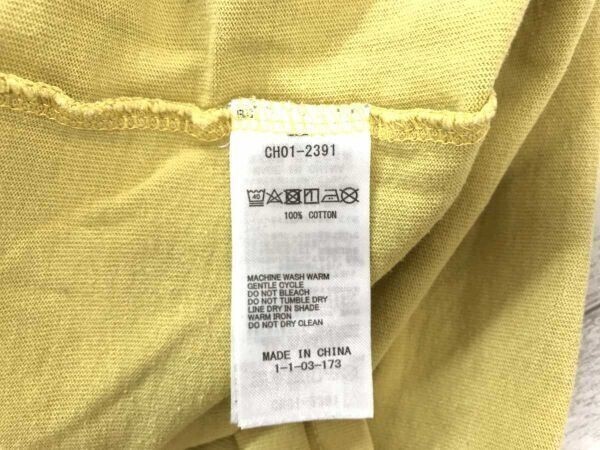 CH01-2391
40
100% COTTON
MACHINE WASH WARM
GENTLE CYCLE
DO NOT BLEACH
DO NOT TUMBLE DRY
LINE DRY IN SHADE
WARM IRON
DO NOT DRY CLEAN
MADE IN CHINA
1-1-03-173